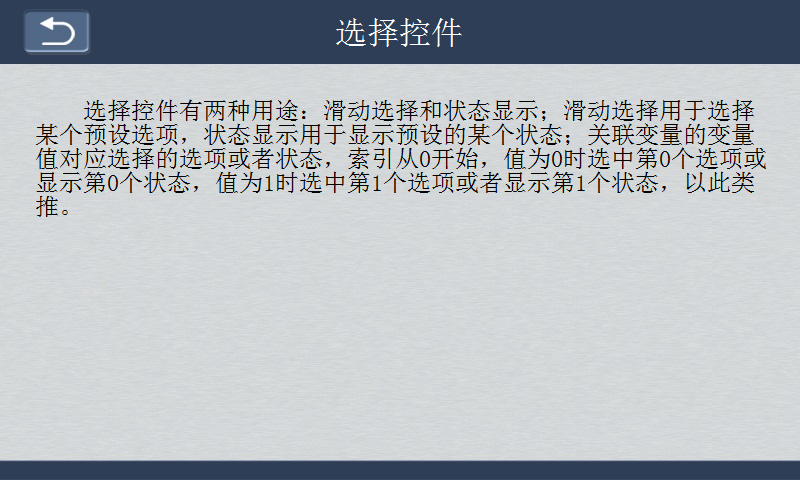 选择控件
选择控件有两种用途：滑动选择和状态显示；滑动选择用于选择
某个预设选项，状态显示用于显示预设的某个状态；关联变量的变量
值对应选择的选项或者状态，索引从0开始，值为0时选中第0个选项或
显示第0个状态，值为1时选中第1个选项或者显示第1个状态，以此类
推。